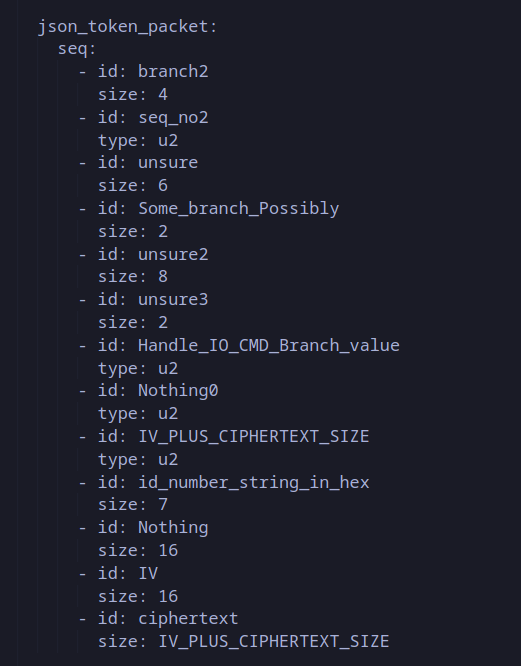 json_token_packet:
seq:
- id: branch2
size: 4
- id: seq_no2
type: u2
- id: unsure
size: 6
- id: Some_branch_Possibly
size: 2
- id: unsure2
size: 8
- id: unsure3
size: 2
- id: Handle_IO_CMD_Branch_value
type: u2
- id: Nothing0
type: u2
- id: IV_PLUS_CIPHERTEXT_SIZE
type: u2
- id: id_number_string_in_hex
size: 7
- id: Nothing
size: 16
- id: IV
size: 16
- id: ciphertext
size: IV_PLUS_CIPHERTEXT_SIZE